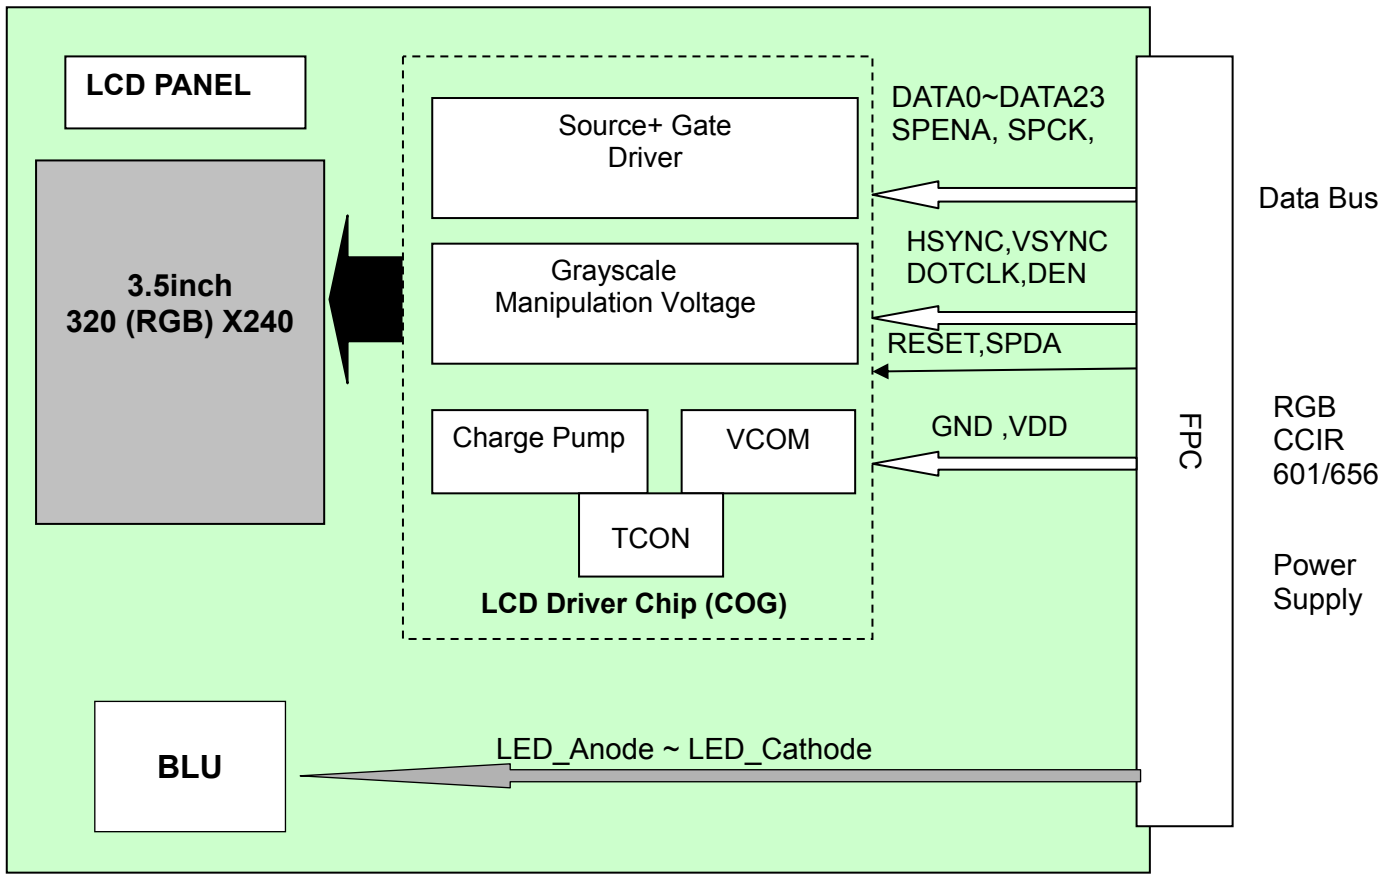 LCD PANEL
3.5inch
320 (RGB) X240
Source+ Gate
Driver
Grayscale
Manipulation Voltage
Charge Pump
VCOM
TCON
LCD Driver Chip (COG)
DATA0~DATA23
SPENA, SPCK,
HSYNC,VSYNC
DOTCLK,DEN
RESET,SPDA
GND ,VDD
FPC
Data Bus
RGB
CCIR
601/656
Power
Supply
BLU
LED_Anode ~ LED_Cathode